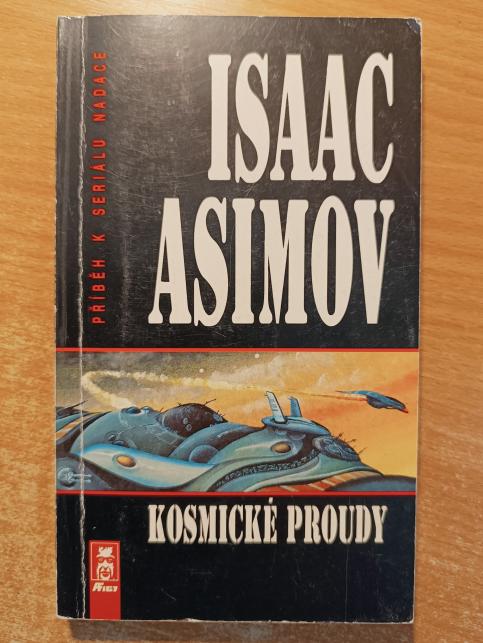 PŘÍBĚH K SERIÁLU NADACE
ISAAC
ASIMOV
KOSMICKÉ PROUDY